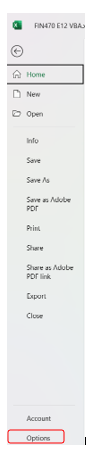 FIN470 E12 VBA.x
Home
New
Open
Info
Save
Save As
Save as Adobe
PDF
Print
Share
Share as Adobe
PDF link
Export
Close
Account
Options